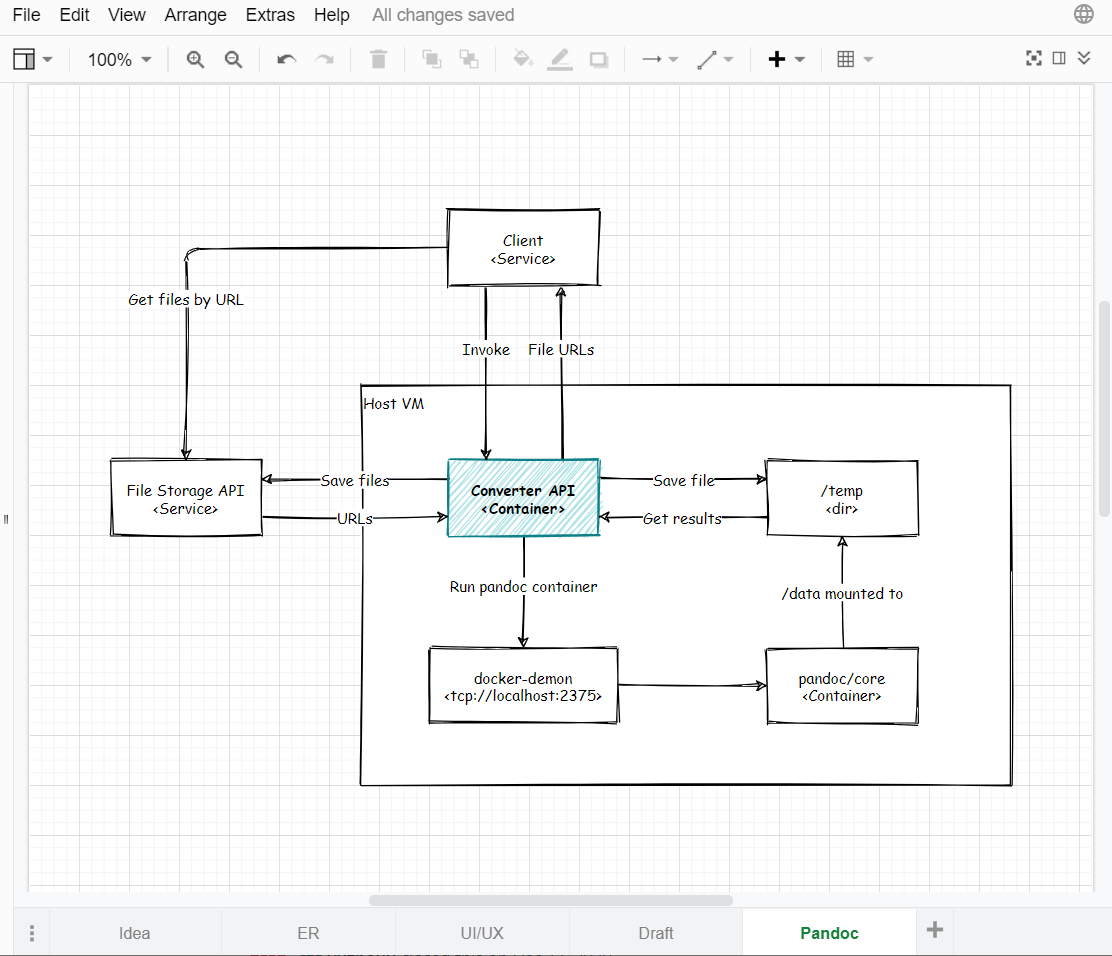 File Edit View Arrange Extras Help All changes saved
100%
Client
<Service>
Get files by URL
Invoke
File URLs
Host VM
File Storage API
<Service>
Save files
URLs
Converter API
<Container>
Save file
Get results
/temp
<dir>
Run pandoc container
/data mounted to
docker-demon
<tcp://localhost:2375>
pandoc/core
<Container>
Idea
ER
UI/UX
Draft
Pandoc